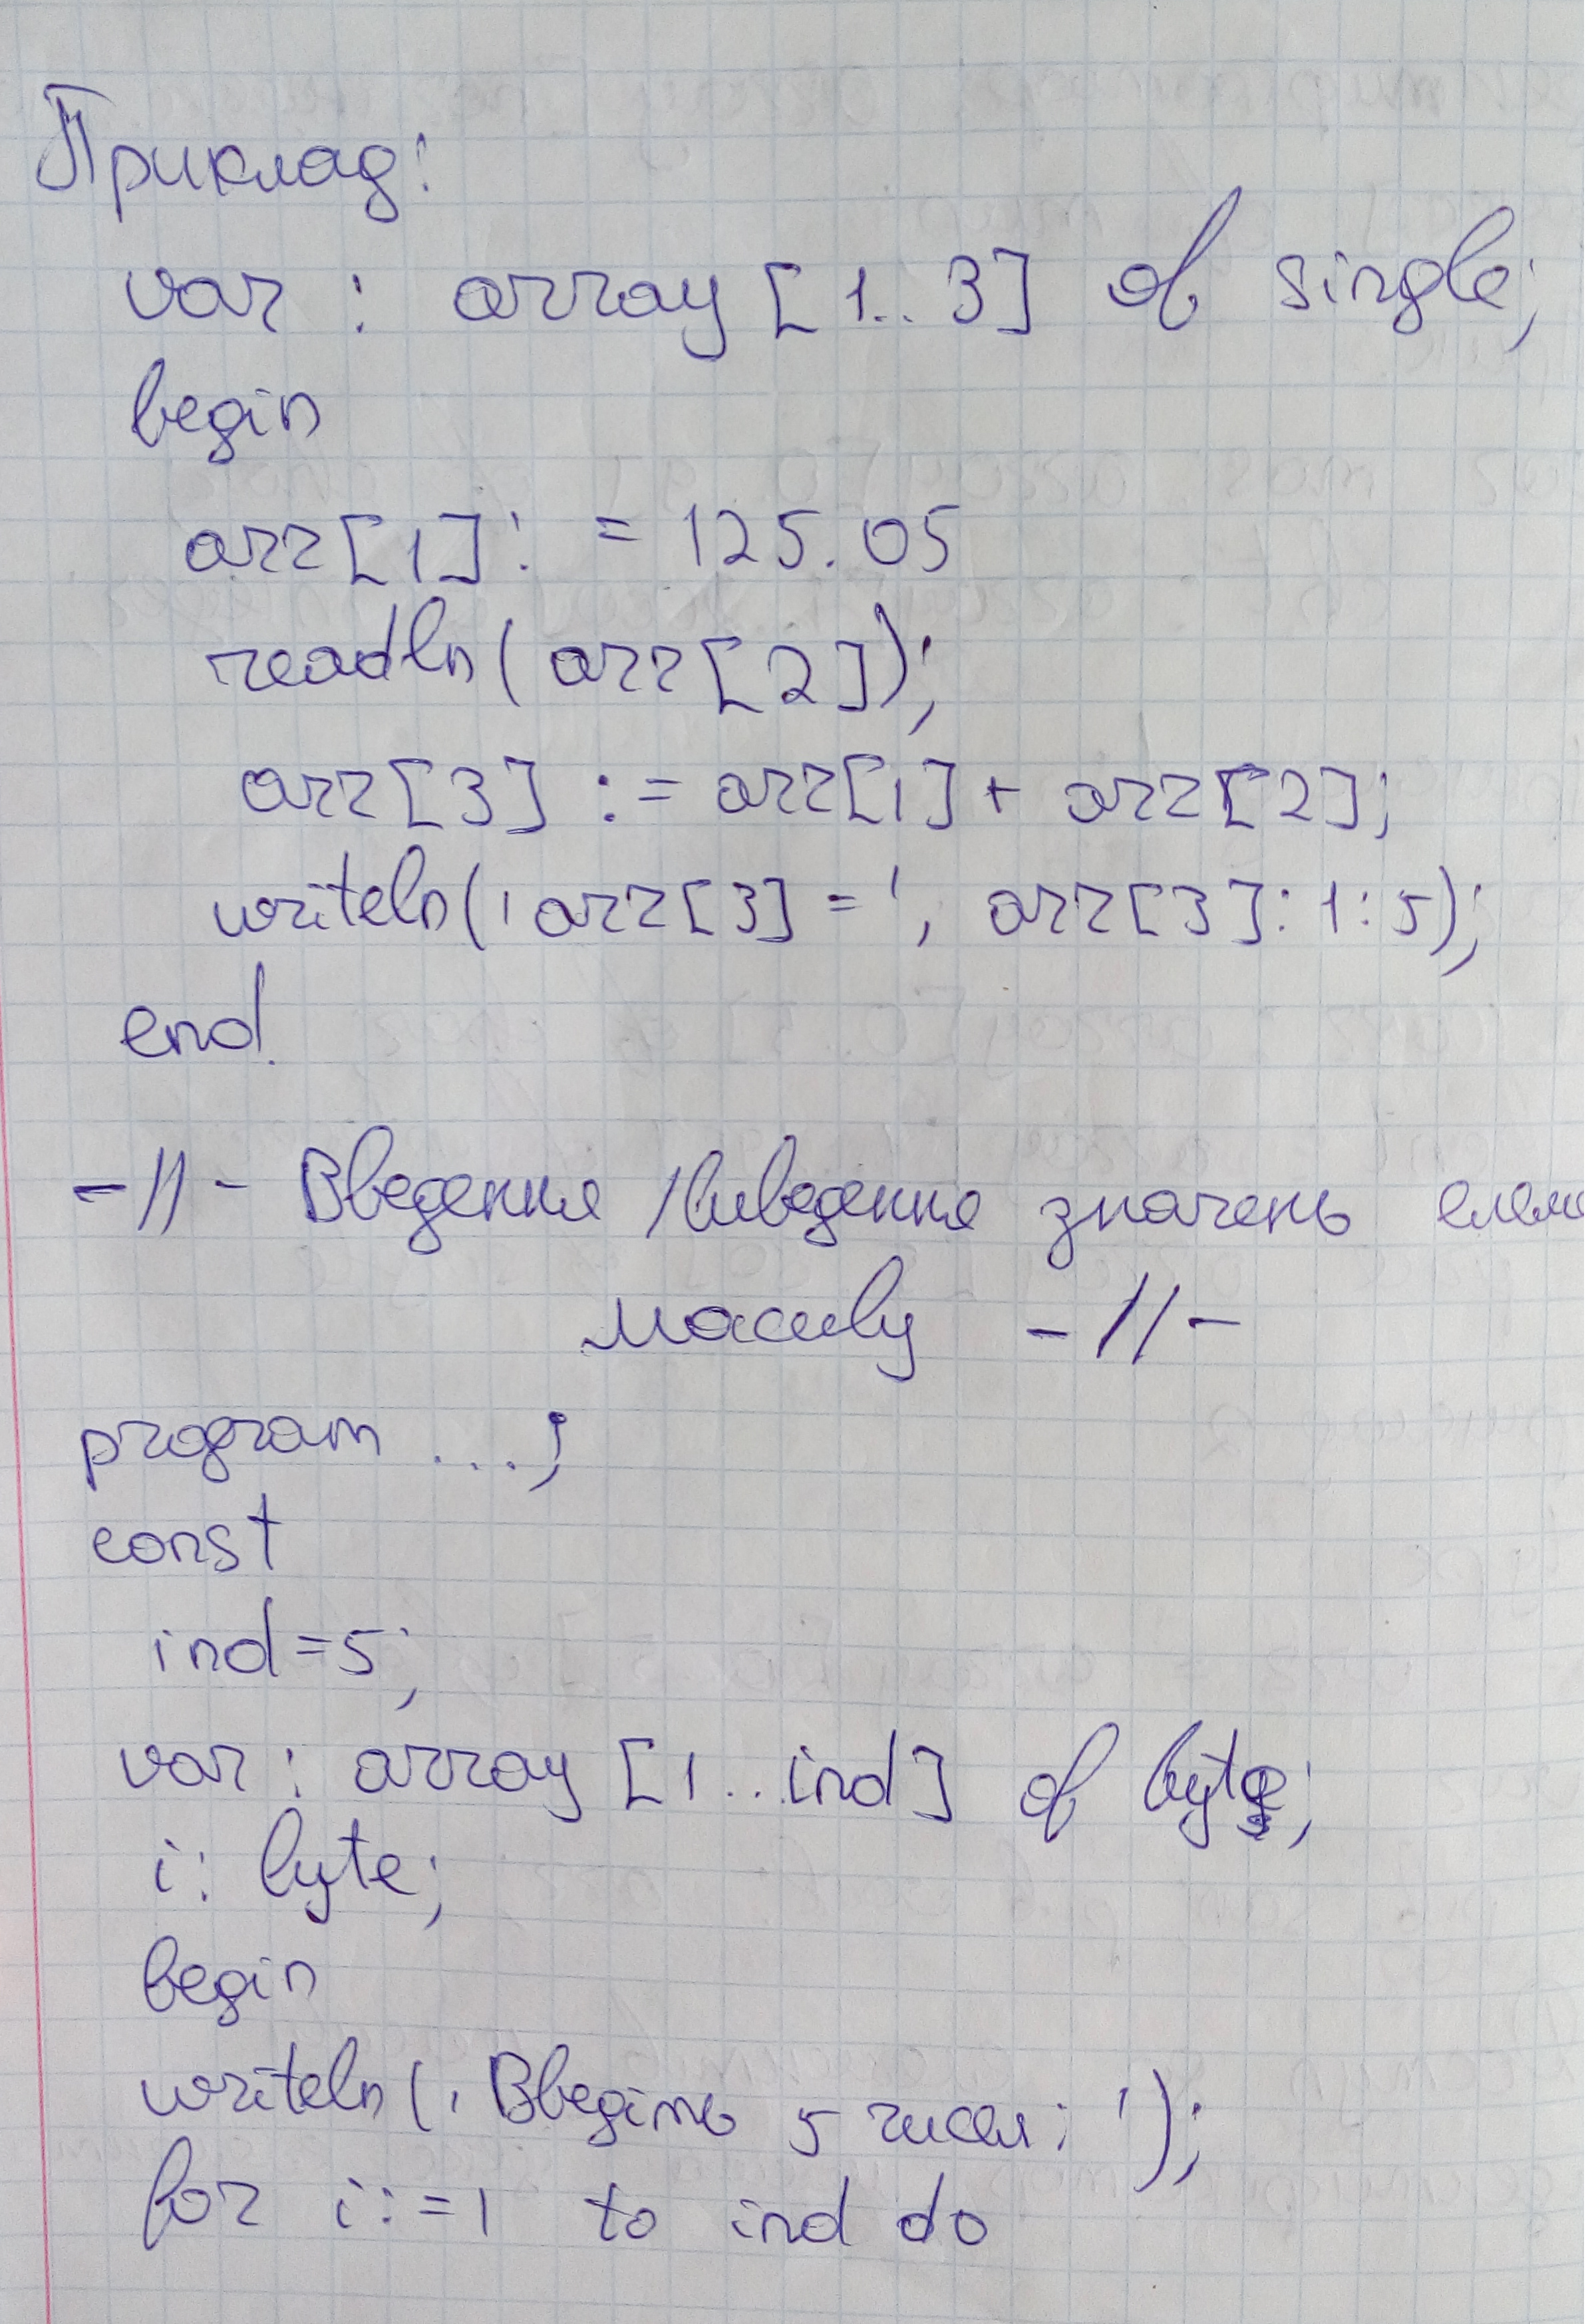 Приклад:
var : array [1..3] of single;
begin
arr[1] := 125.05
readln(arr[2]);
arr[3] := arr[1] + arr[2];
writeln('arr[3] = ', arr[3]:1:5);
end.
-//- Введення /виведення значень
масиву -//-
program ...;
const
ind=5;
var : array [1..ind] of byte;
i: byte;
begin
writeln('Введіть 5 чисел: ');
for i:=1 to ind do